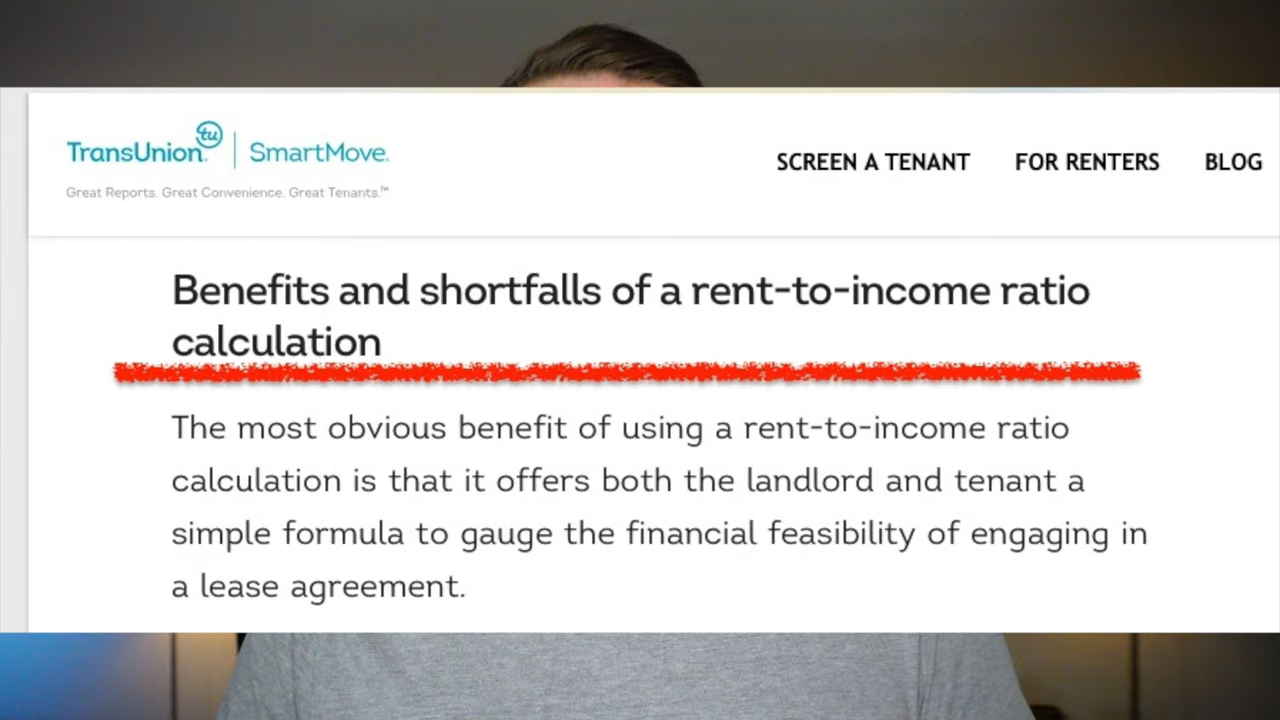 TransUnion. tu | SmartMove.
Great Reports. Great Convenience. Great Tenants.™
SCREEN A TENANT FOR RENTERS BLOG
Benefits and shortfalls of a rent-to-income ratio
calculation
The most obvious benefit of using a rent-to-income ratio
calculation is that it offers both the landlord and tenant a
simple formula to gauge the financial feasibility of engaging in
a lease agreement.